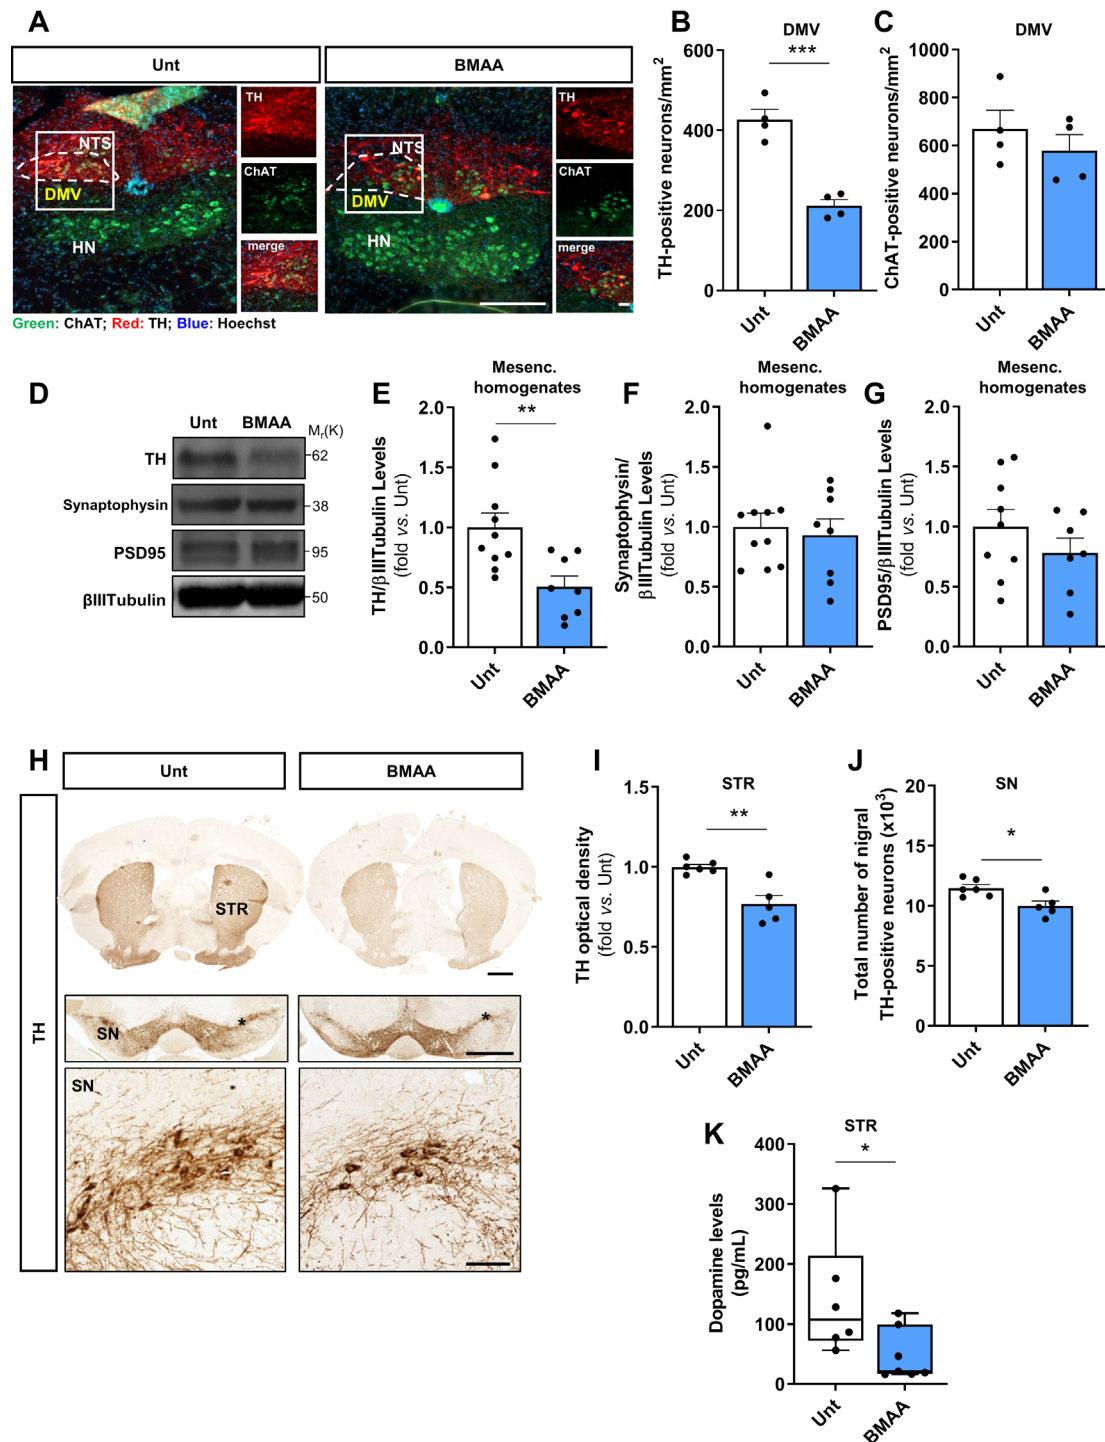 A
Unt
BMAA
NTS
DMV
HN
TH
ChAT
merge
NTS
DMV
HN
TH
ChAT
merge
Green: ChAT; Red: TH; Blue: Hoechst
B
DMV
***
TH-positive neurons/mm²
600
400
200
0
Unt
BMAA
C
DMV
ChAT-positive neurons/mm²
1000
800
600
400
200
0
Unt
BMAA
D
Unt
BMAA
Mr(K)
TH
62
Synaptophysin
38
PSD95
95
βIIITubulin
50
E
Mesenc.
homogenates
**
TH/βIIITubulin Levels
(fold vs. Unt)
2.0
1.5
1.0
0.5
0.0
Unt
BMAA
F
Mesenc.
homogenates
Synaptophysin/
βIIITubulin Levels
(fold vs. Unt)
2.0
1.5
1.0
0.5
0.0
Unt
BMAA
G
Mesenc.
homogenates
PSD95/βIIITubulin Levels
(fold vs. Unt)
2.0
1.5
1.0
0.5
0.0
Unt
BMAA
H
Unt
BMAA
TH
STR
SN
*
*
SN
I
STR
**
TH optical density
(fold vs. Unt)
1.5
1.0
0.5
0.0
Unt
BMAA
J
SN
*
Total number of nigral
TH-positive neurons (x10³)
20
15
10
5
0
Unt
BMAA
K
STR
*
Dopamine levels
(pg/mL)
400
300
200
100
0
Unt
BMAA